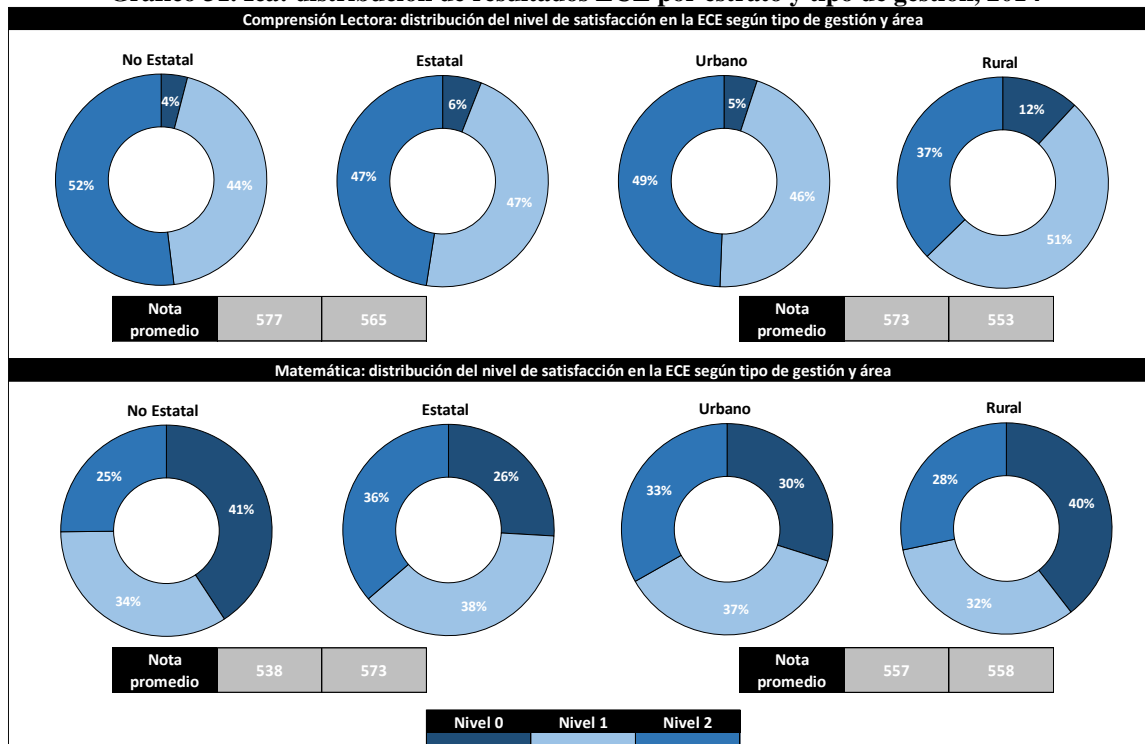 Comprensión Lectora: distribución del nivel de satisfacción en la ECE según tipo de gestión y área
No Estatal
Estatal
Urbano
Rural
4%
44%
52%
6%
47%
47%
5%
46%
49%
12%
51%
37%
Nota promedio 577 565
Nota promedio 573 553
Matemática: distribución del nivel de satisfacción en la ECE según tipo de gestión y área
No Estatal
Estatal
Urbano
Rural
41%
34%
25%
26%
38%
36%
30%
37%
33%
40%
32%
28%
Nota promedio 538 573
Nota promedio 557 558
Nivel 0 Nivel 1 Nivel 2